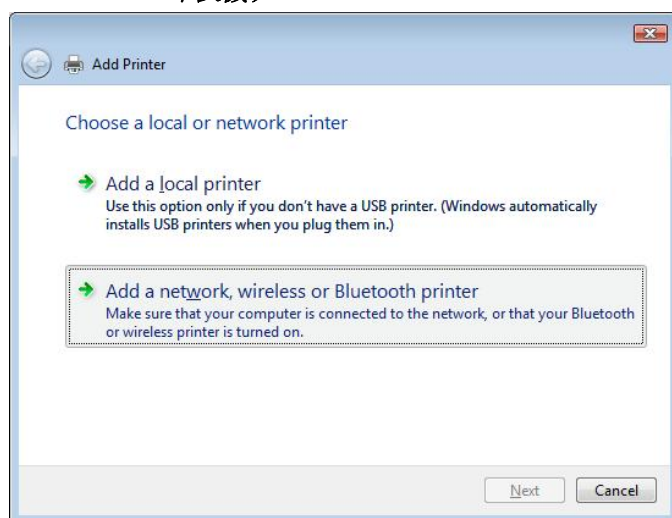 Add Printer
Choose a local or network printer
Add a local printer
Use this option only if you don't have a USB printer. (Windows automatically
installs USB printers when you plug them in.)
Add a network, wireless or Bluetooth printer
Make sure that your computer is connected to the network, or that your Bluetooth
or wireless printer is turned on.
Next Cancel